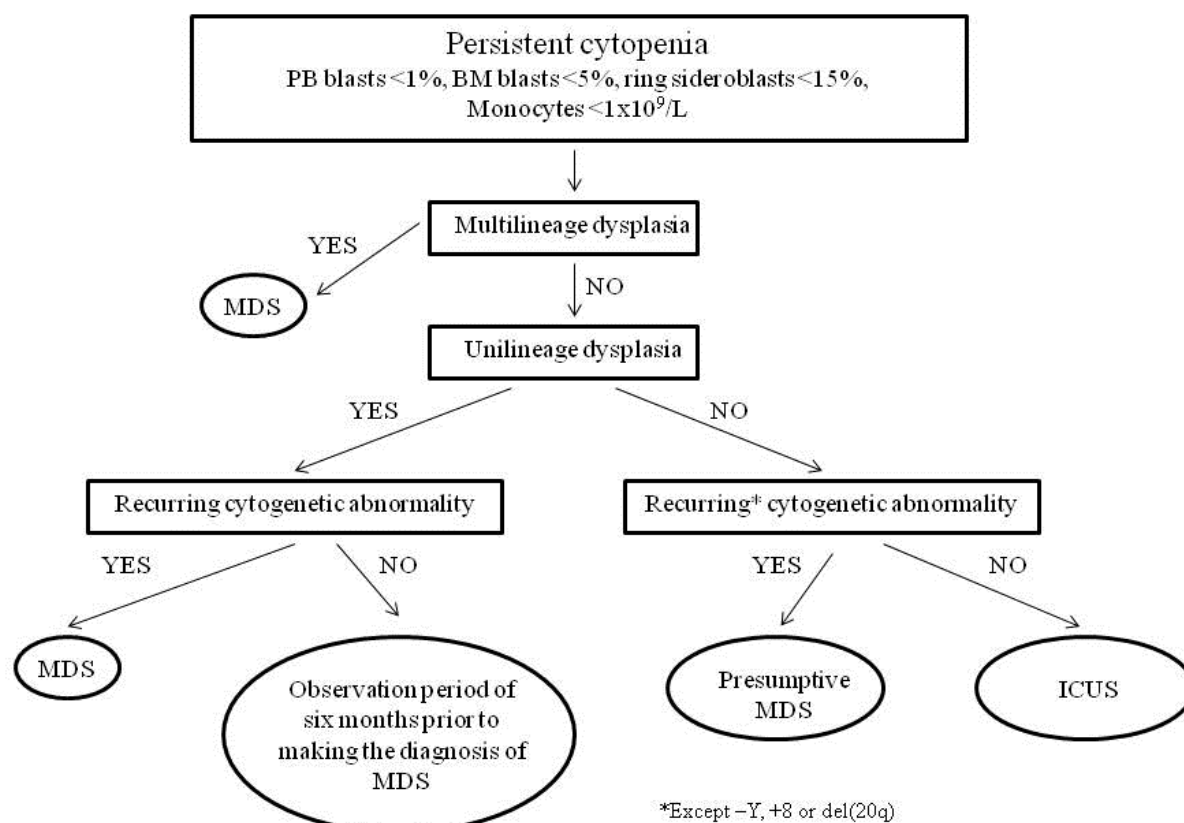 Persistent cytopenia
PB blasts <1%, BM blasts <5%, ring sideroblasts <15%,
Monocytes <1x10⁹/L
Multilineage dysplasia
YES
MDS
NO
Unilineage dysplasia
YES
NO
Recurring cytogenetic abnormality
Recurring* cytogenetic abnormality
YES
NO
YES
NO
MDS
Observation period of
six months prior to
making the diagnosis of
MDS
Presumptive
MDS
ICUS
*Except –Y, +8 or del(20q)